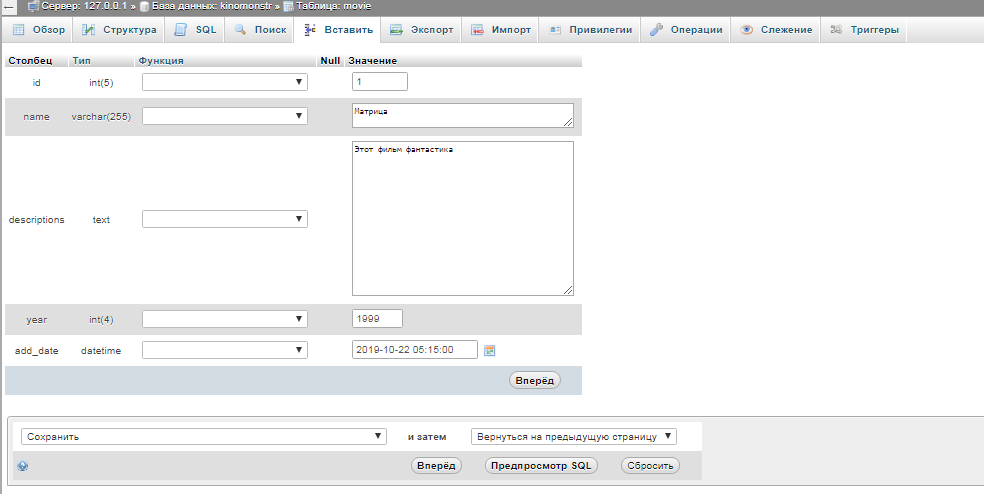 Сервер: 127.0.0.1 » База данных: kinomonstr » Таблица: movie
Обзор Структура SQL Поиск Вставить Экспорт Импорт Привилегии Операции Слежение Триггеры
Столбец Тип Функция Null Значение
id int(5) 1
name varchar(255) Матрица
Этот фильм фантастика
descriptions text
year int(4) 1999
add_date datetime 2019-10-22 05:15:00
Вперёд
Сохранить и затем Вернуться на предыдущую страницу
Вперёд Предпросмотр SQL Сбросить